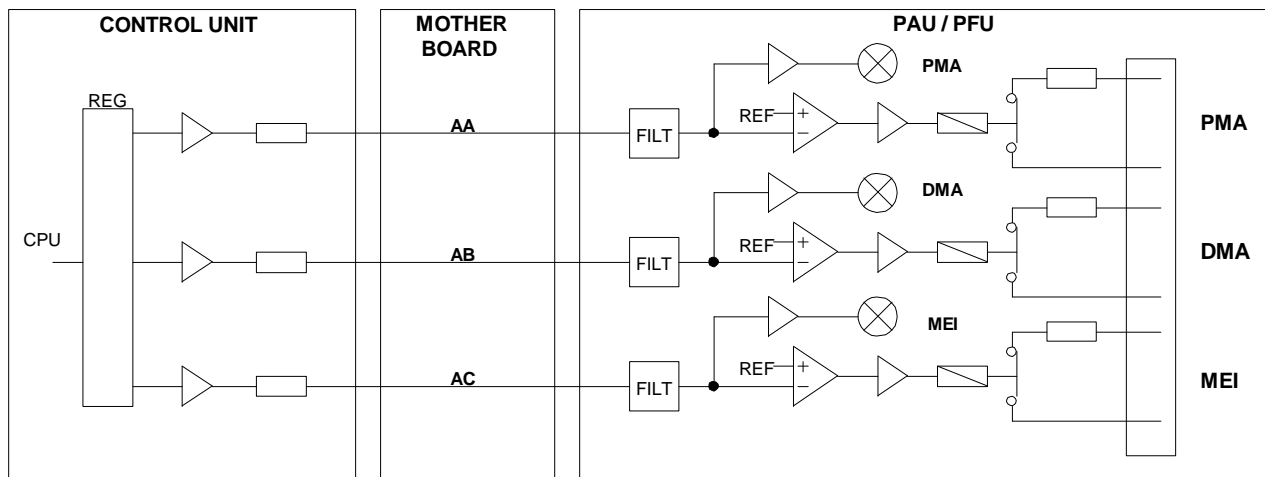 CONTROL UNIT
MOTHER
BOARD
PAU / PFU
PMA
REG
AA
FILT
REF
+
−
PMA
DMA
CPU
AB
FILT
REF
+
−
DMA
MEI
AC
FILT
REF
+
−
MEI